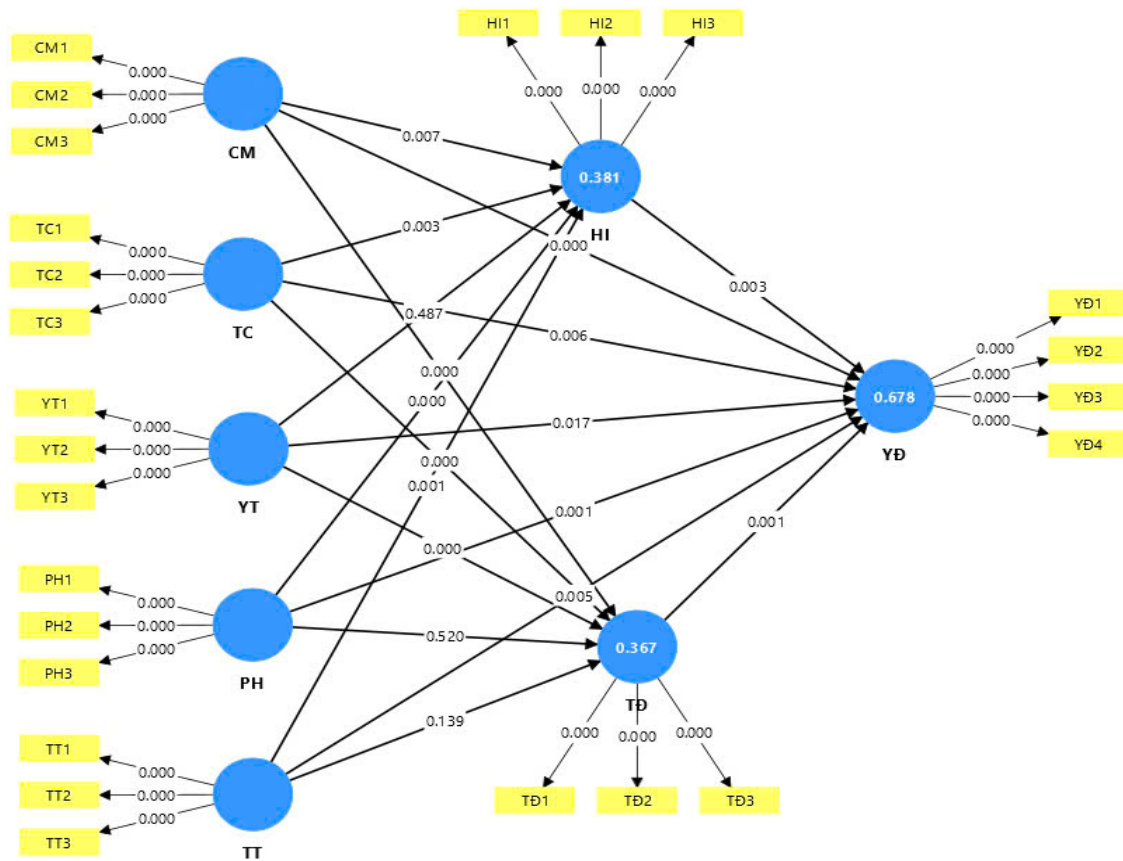 HI1 HI2 HI3
CM1
0.000
CM2
0.000
CM3
0.000
CM
0.000
0.000
0.000
0.007
0.381
HI
TC1
0.000
TC2
0.000
TC3
0.000
TC
0.003
0.000
0.003
0.487
0.006
YĐ1
0.000
YĐ2
0.000
YĐ3
0.000
YĐ4
0.000
0.678
YĐ
0.000
0.000
YT1
0.000
YT2
0.000
YT3
0.000
YT
0.017
0.000
0.001
0.001
0.001
0.000
0.005
PH1
0.000
PH2
0.000
PH3
0.000
PH
0.520
0.367
TĐ
0.139
TT1
0.000
TT2
0.000
TT3
0.000
TT
0.000
0.000
0.000
TĐ1 TĐ2 TĐ3